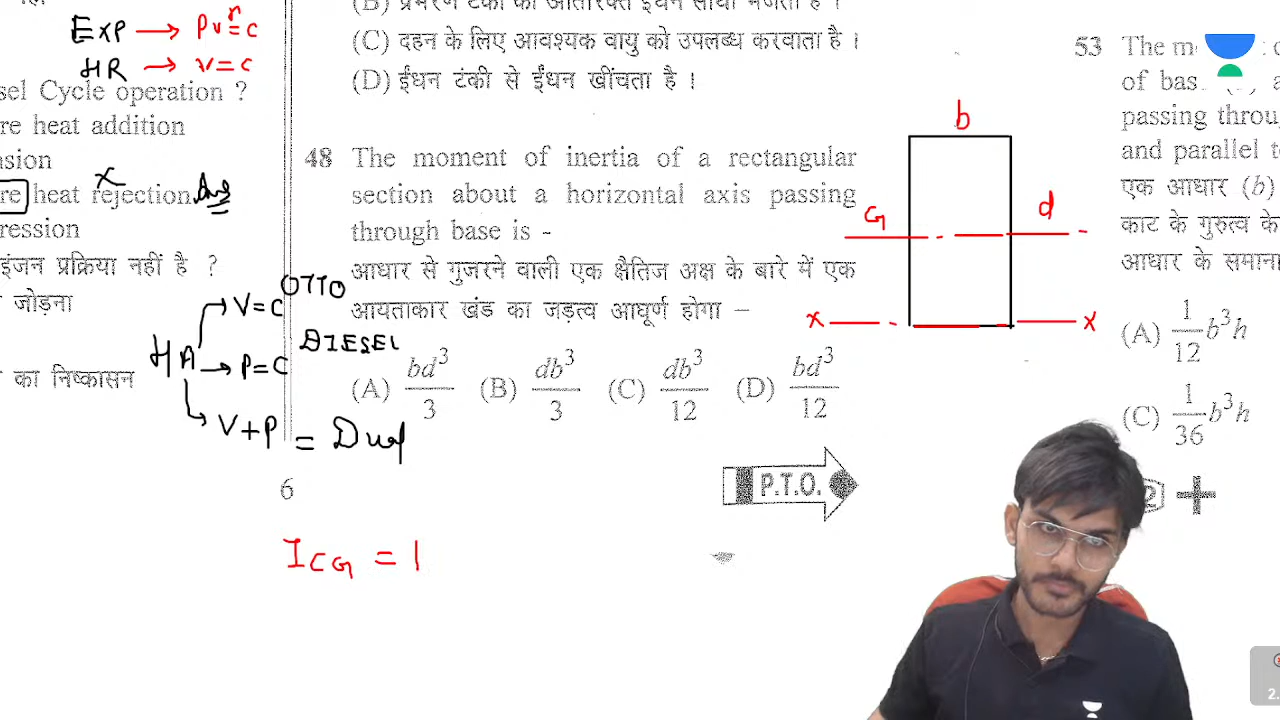 EXP → PV^r=C
HR → V=C
sel Cycle operation ?
re heat addition
nsion
re heat rejection. Ans
ression
इंजन प्रक्रिया नहीं है ?
जोड़ना
का निष्कासन
HA
→ V=C OTTO
→ P=C DIESEL
→ V+P = Dual
(C) दहन के लिए आवश्यक वायु को उपलब्ध करवाता है ।
(D) ईंधन टंकी से ईंधन खींचता है ।
48 The moment of inertia of a rectangular
section about a horizontal axis passing
through base is -
आधार से गुजरने वाली एक क्षैतिज अक्ष के बारे में एक
आयताकार खंड का जड़त्व आघूर्ण होगा –
(A) bd³/3 (B) db³/3 (C) db³/12 (D) bd³/12
6
P.T.O.
I_CG = 1
b
G
d
x x
53 The m
of bas
passing throu
and parallel t
एक आधार (b)
काट के गुरुत्व के
आधार के समाना
(A) 1/12 b³h
(C) 1/36 b³h
2.